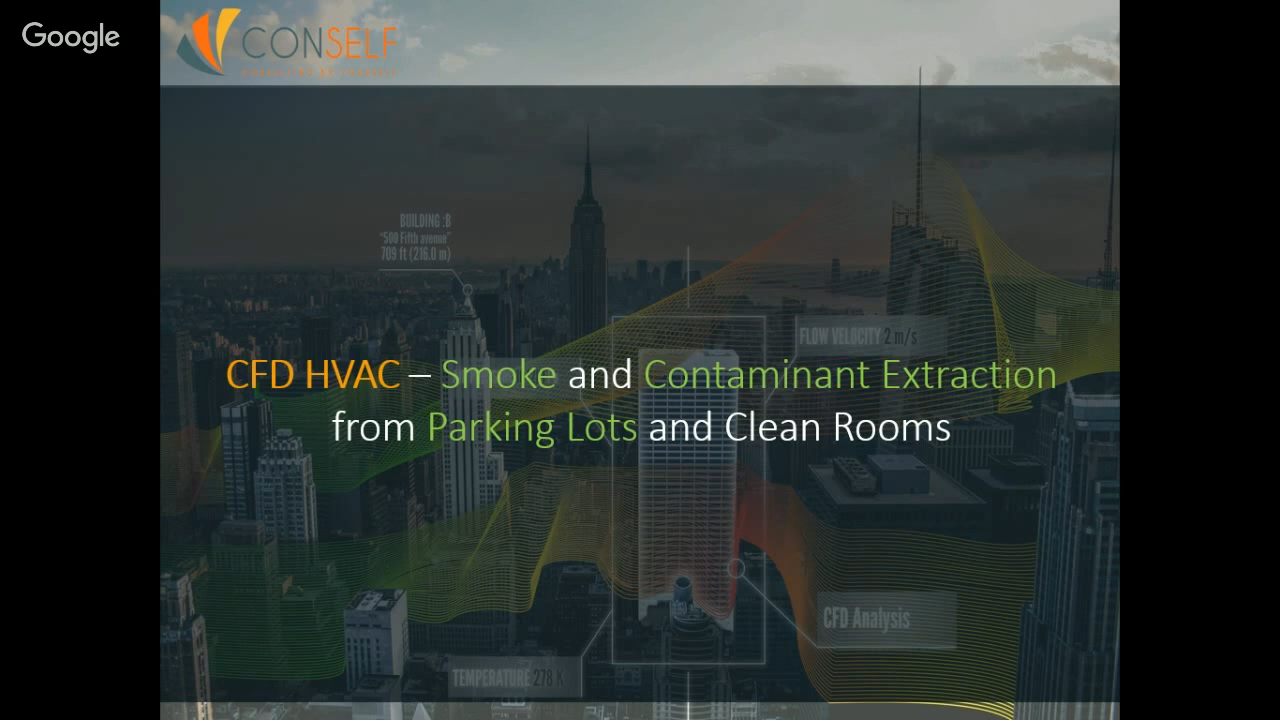 Google
CONSELF
BUILDING :B
"500 Fifth avenue"
709 ft (216.0 m)
FLOW VELOCITY 2 m/s
CFD HVAC – Smoke and Contaminant Extraction
from Parking Lots and Clean Rooms
CFD Analysis
TEMPERATURE 278 K